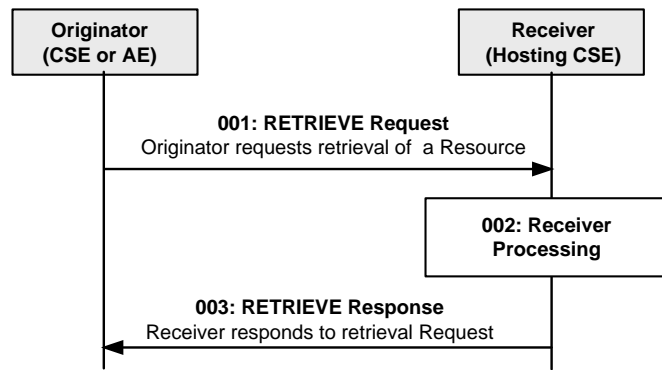 Originator
(CSE or AE)
Receiver
(Hosting CSE)
001: RETRIEVE Request
Originator requests retrieval of a Resource
002: Receiver
Processing
003: RETRIEVE Response
Receiver responds to retrieval Request